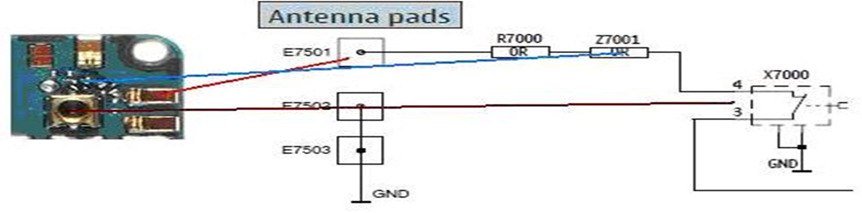 Antenna pads
E7501
R7000
0R
Z7001
0R
X7000
4
E7502
3
E7503
GND
GND